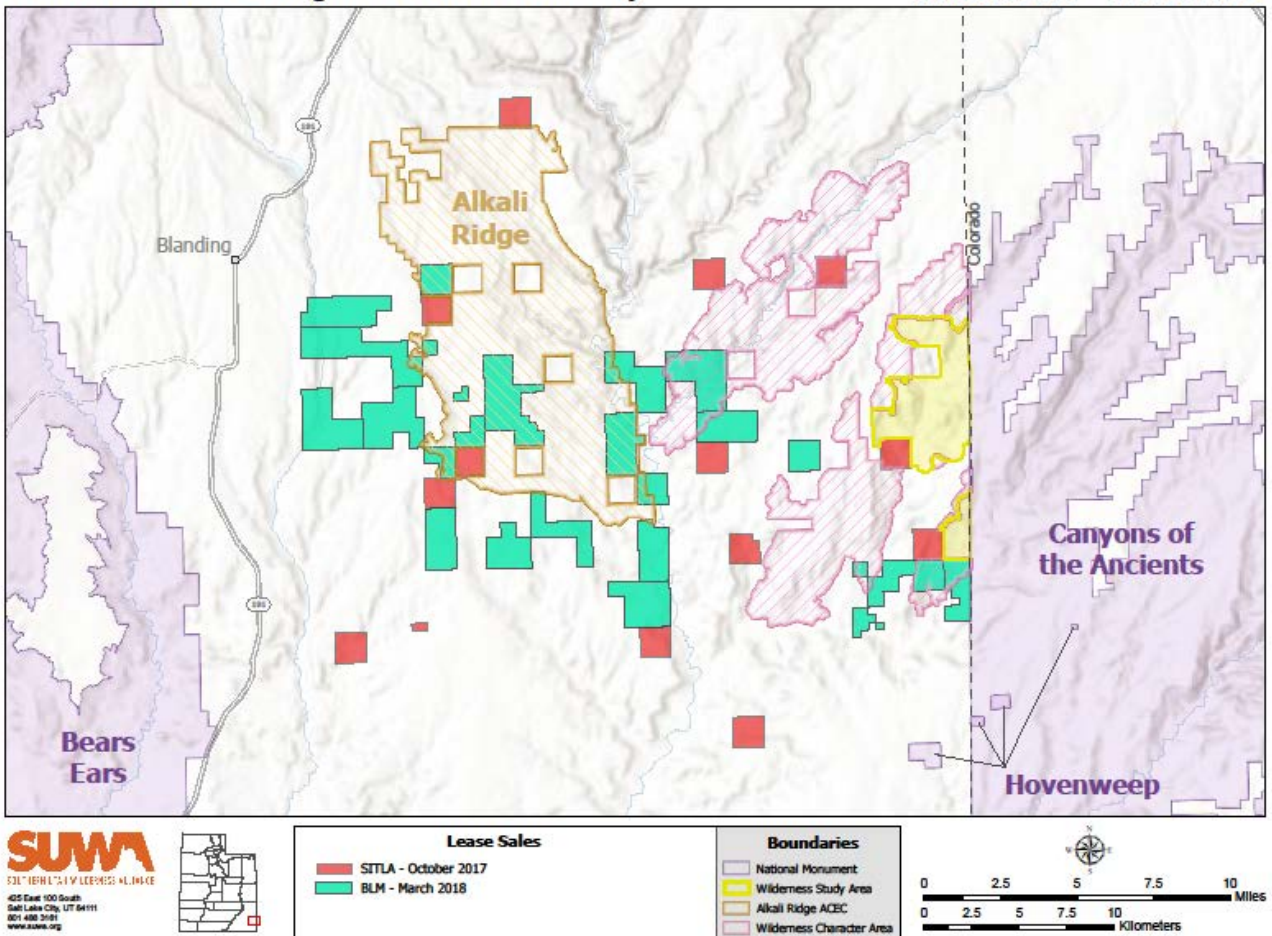 Alkali
Ridge
Blanding
191
Colorado
191
Canyons of
the Ancients
Bears
Ears
Hovenweep
SUWA
SOUTHERN UTAH WILDERNESS ALLIANCE
425 East 100 South
Salt Lake City, UT 84111
801 486 3161
www.suwa.org
Lease Sales
SITLA - October 2017
BLM - March 2018
Boundaries
National Monument
Wilderness Study Area
Alkali Ridge ACEC
Wilderness Character Area
N
W E
S
0 2.5 5 7.5 10
Miles
0 2.5 5 7.5 10
Kilometers